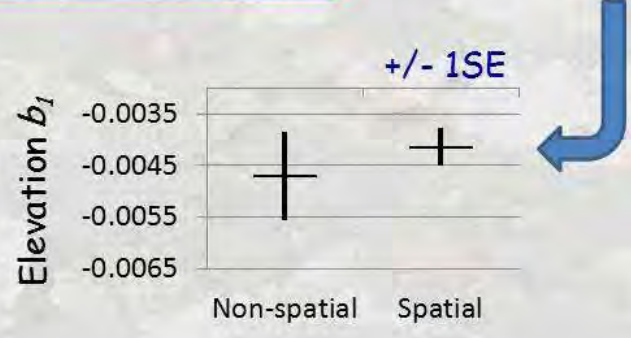 +/- 1SE
Elevation b1
-0.0035
-0.0045
-0.0055
-0.0065
Non-spatial Spatial